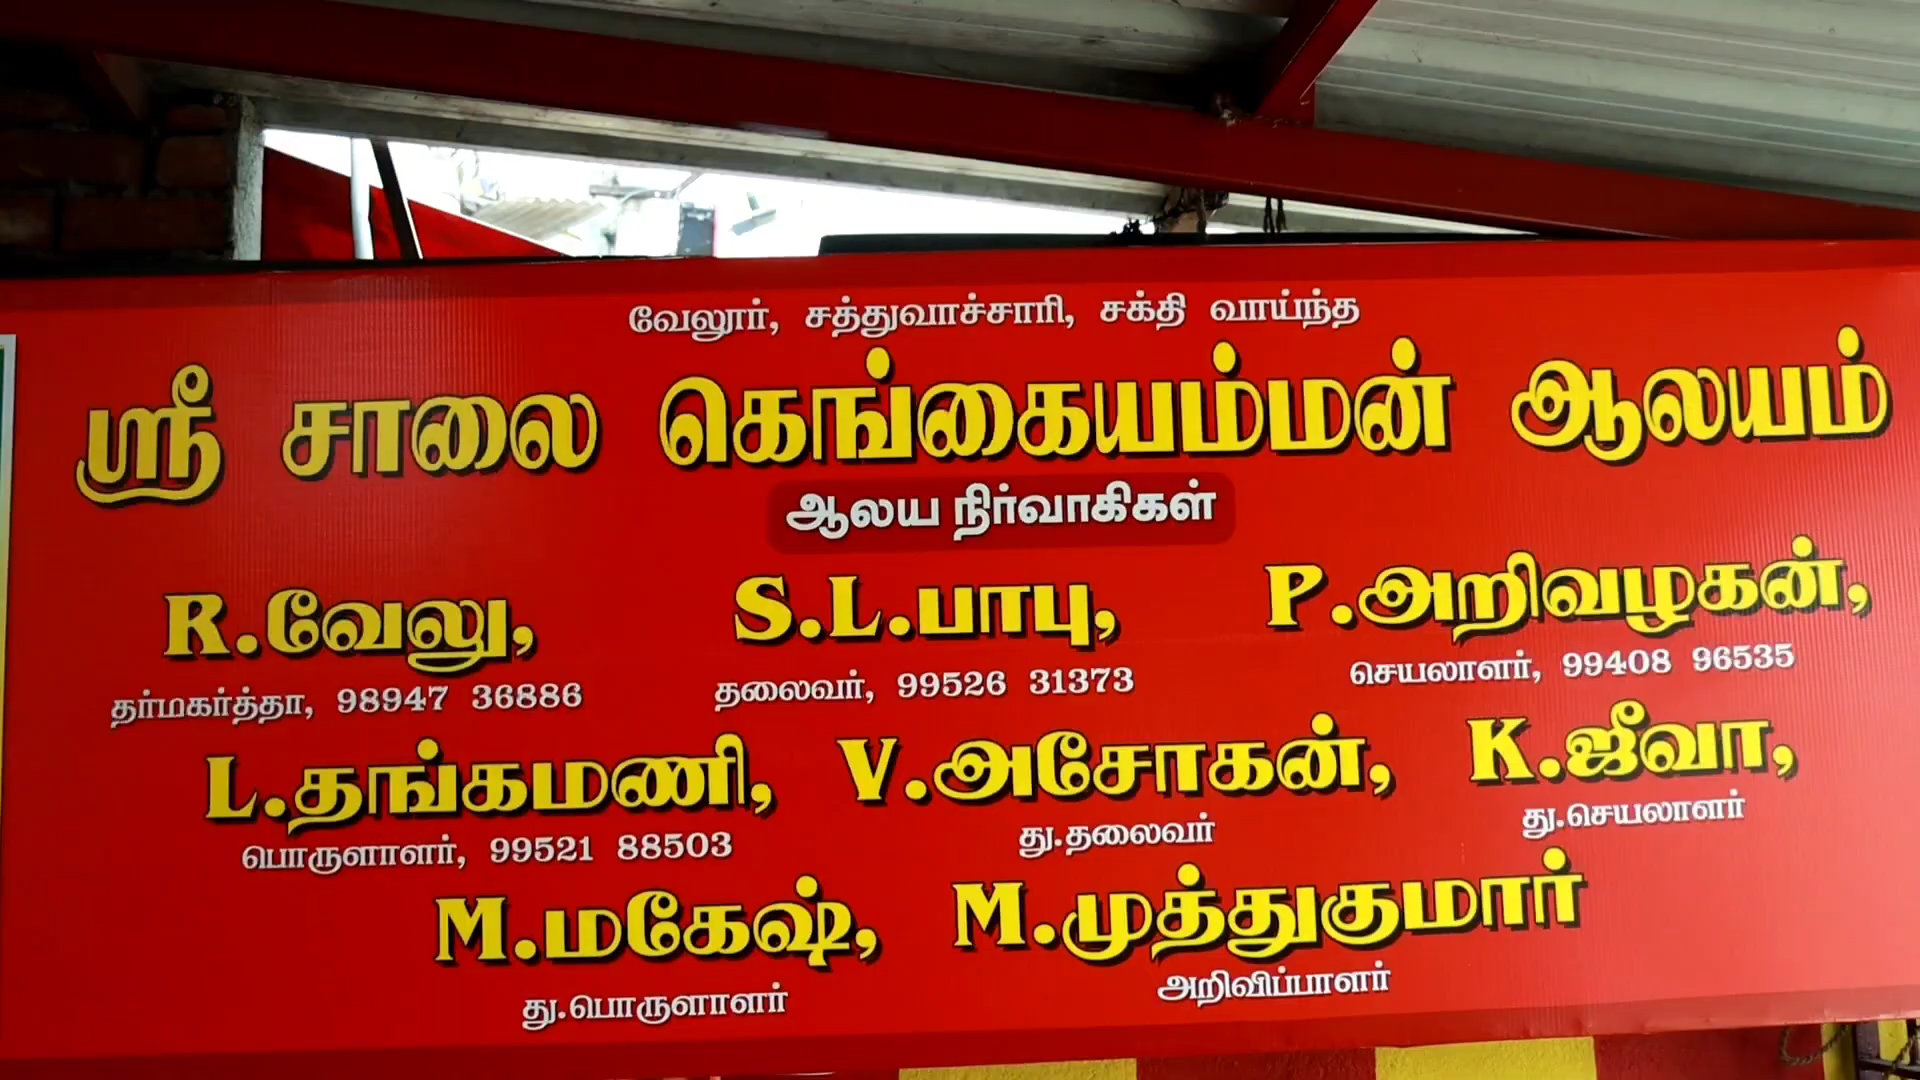 வேலூர், சத்துவாச்சாரி, சக்தி வாய்ந்த
ஸ்ரீ சாலை கெங்கையம்மன் ஆலயம்
ஆலய நிர்வாகிகள்
R.வேலு, S.L.பாபு, P.அறிவழகன்,
தர்மகர்த்தா, 98947 36886 தலைவர், 99526 31373 செயலாளர், 99408 96535
L.தங்கமணி, V.அசோகன், K.ஜீவா,
பொருளாளர், 99521 88503 து.தலைவர் து.செயலாளர்
M.மகேஷ், M.முத்துகுமார்
து.பொருளாளர் அறிவிப்பாளர்